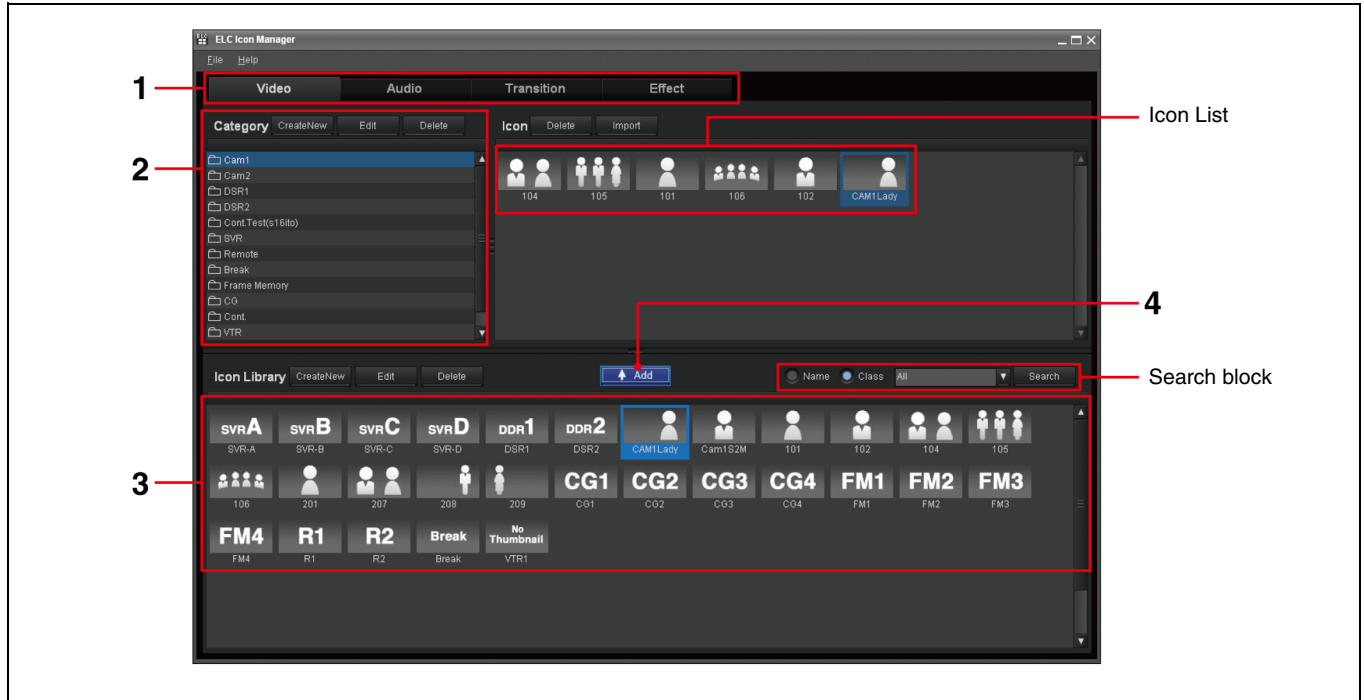 ELC ELC Icon Manager
File Help
1
Video Audio Transition Effect
Category CreateNew Edit Delete Icon Delete Import
Icon List
2
Cam1
Cam2
DSR1
DSR2
Cont.Test(s16ito)
SVR
Remote
Break
Frame Memory
CG
Cont.
VTR
104 105 101 106 102 CAM1Lady
4
Icon Library CreateNew Edit Delete Add Name Class All Search
Search block
3
SVRA SVRB SVRC SVRD DDR1 DDR2
SVR-A SVR-B SVR-C SVR-D DSR1 DSR2 CAM1Lady Cam1S2M 101 102 104 105
CG1 CG2 CG3 CG4 FM1 FM2 FM3
106 201 207 208 209 CG1 CG2 CG3 CG4 FM1 FM2 FM3
FM4 R1 R2 Break No Thumbnail
FM4 R1 R2 Break VTR1